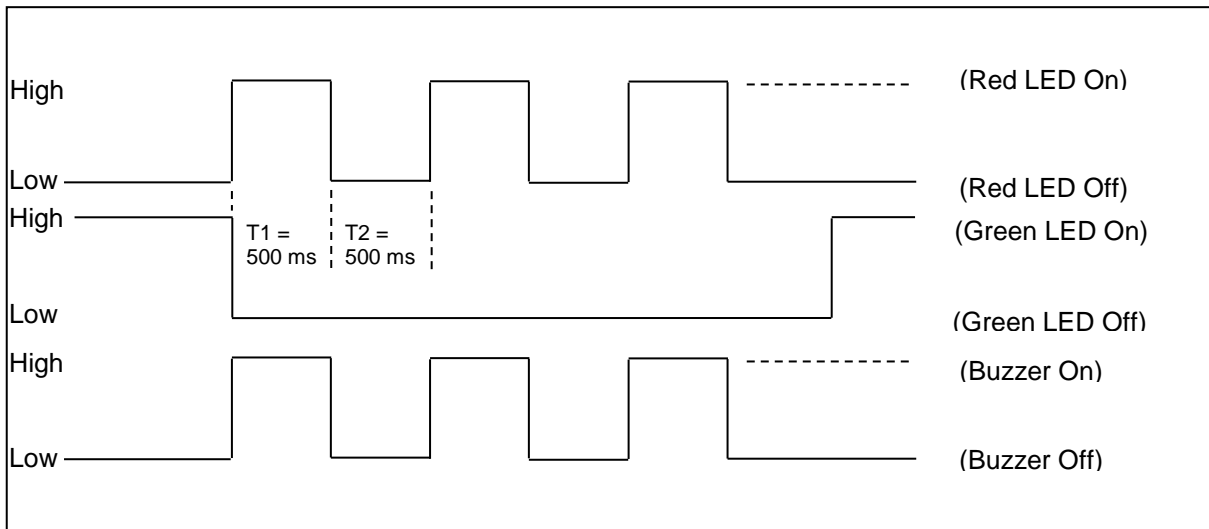 High
(Red LED On)
Low
(Red LED Off)
High
(Green LED On)
T1 =
500 ms
T2 =
500 ms
Low
(Green LED Off)
High
(Buzzer On)
Low
(Buzzer Off)